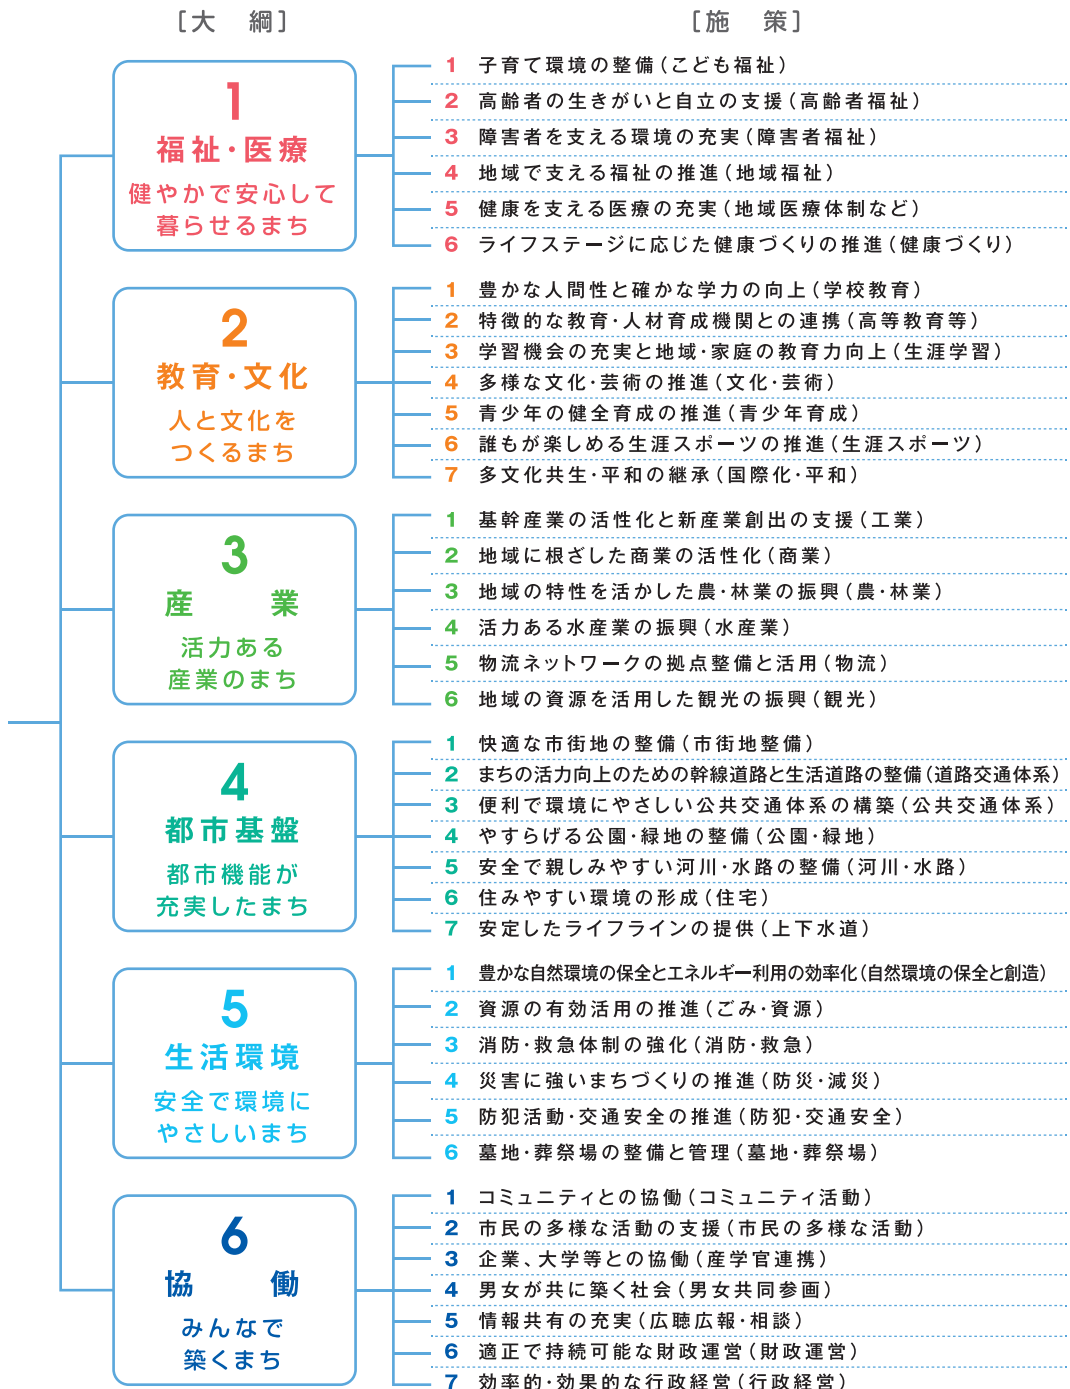 ［大　綱］
［施　策］
1
福祉・医療
健やかで安心して
暮らせるまち
1 子育て環境の整備（こども福祉）
2 高齢者の生きがいと自立の支援（高齢者福祉）
3 障害者を支える環境の充実（障害者福祉）
4 地域で支える福祉の推進（地域福祉）
5 健康を支える医療の充実（地域医療体制など）
6 ライフステージに応じた健康づくりの推進（健康づくり）
2
教育・文化
人と文化を
つくるまち
1 豊かな人間性と確かな学力の向上（学校教育）
2 特徴的な教育・人材育成機関との連携（高等教育等）
3 学習機会の充実と地域・家庭の教育力向上（生涯学習）
4 多様な文化・芸術の推進（文化・芸術）
5 青少年の健全育成の推進（青少年育成）
6 誰もが楽しめる生涯スポーツの推進（生涯スポーツ）
7 多文化共生・平和の継承（国際化・平和）
3
産　業
活力ある
産業のまち
1 基幹産業の活性化と新産業創出の支援（工業）
2 地域に根ざした商業の活性化（商業）
3 地域の特性を活かした農・林業の振興（農・林業）
4 活力ある水産業の振興（水産業）
5 物流ネットワークの拠点整備と活用（物流）
6 地域の資源を活用した観光の振興（観光）
4
都市基盤
都市機能が
充実したまち
1 快適な市街地の整備（市街地整備）
2 まちの活力向上のための幹線道路と生活道路の整備（道路交通体系）
3 便利で環境にやさしい公共交通体系の構築（公共交通体系）
4 やすらげる公園・緑地の整備（公園・緑地）
5 安全で親しみやすい河川・水路の整備（河川・水路）
6 住みやすい環境の形成（住宅）
7 安定したライフラインの提供（上下水道）
5
生活環境
安全で環境に
やさしいまち
1 豊かな自然環境の保全とエネルギー利用の効率化（自然環境の保全と創造）
2 資源の有効活用の推進（ごみ・資源）
3 消防・救急体制の強化（消防・救急）
4 災害に強いまちづくりの推進（防災・減災）
5 防犯活動・交通安全の推進（防犯・交通安全）
6 墓地・葬祭場の整備と管理（墓地・葬祭場）
6
協　働
みんなで
築くまち
1 コミュニティとの協働（コミュニティ活動）
2 市民の多様な活動の支援（市民の多様な活動）
3 企業、大学等との協働（産学官連携）
4 男女が共に築く社会（男女共同参画）
5 情報共有の充実（広聴広報・相談）
6 適正で持続可能な財政運営（財政運営）
7 効率的・効果的な行政経営（行政経営）